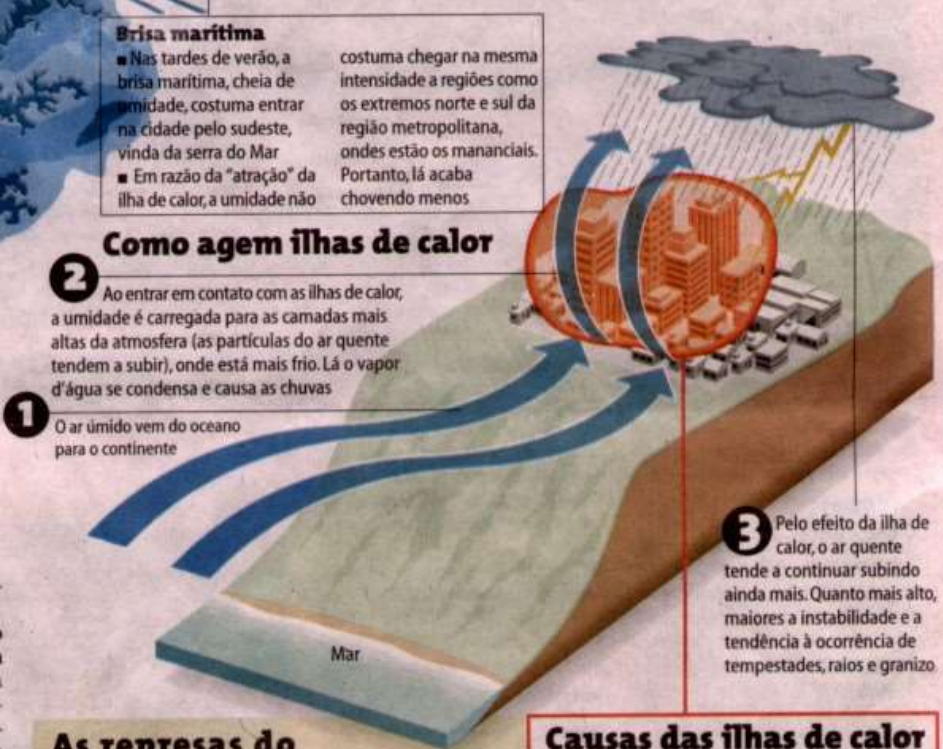 Brisa marítima
■ Nas tardes de verão, a
brisa marítima, cheia de
umidade, costuma entrar
na cidade pelo sudeste,
vinda da serra do Mar
■ Em razão da "atração" da
ilha de calor, a umidade não
costuma chegar na mesma
intensidade a regiões como
os extremos norte e sul da
região metropolitana,
ondes estão os mananciais.
Portanto, lá acaba
chovendo menos
Como agem ilhas de calor
2
Ao entrar em contato com as ilhas de calor,
a umidade é carregada para as camadas mais
altas da atmosfera (as partículas do ar quente
tendem a subir), onde está mais frio. Lá o vapor
d'água se condensa e causa as chuvas
1
O ar úmido vem do oceano
para o continente
3
Pelo efeito da ilha de
calor, o ar quente
tende a continuar subindo
ainda mais. Quanto mais alto,
maiores a instabilidade e a
tendência à ocorrência de
tempestades, raios e granizo
Mar
As represas do
Causas das ilhas de calor